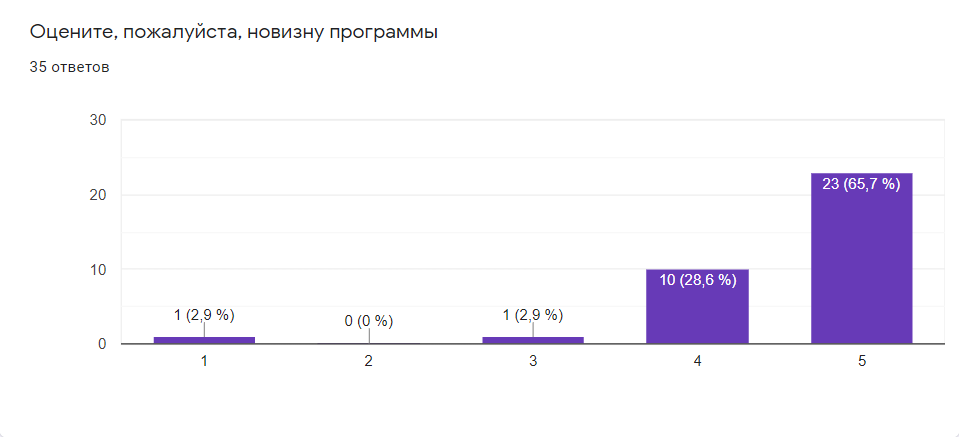 Оцените, пожалуйста, новизну программы
35 ответов
30
20
10
0
1 (2,9 %)
0 (0 %)
1 (2,9 %)
10 (28,6 %)
23 (65,7 %)
1 2 3 4 5